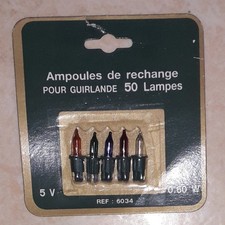 Ampoules de rechange
POUR GUIRLANDE 50 Lampes
5 V 0.60 W
REF : 6034